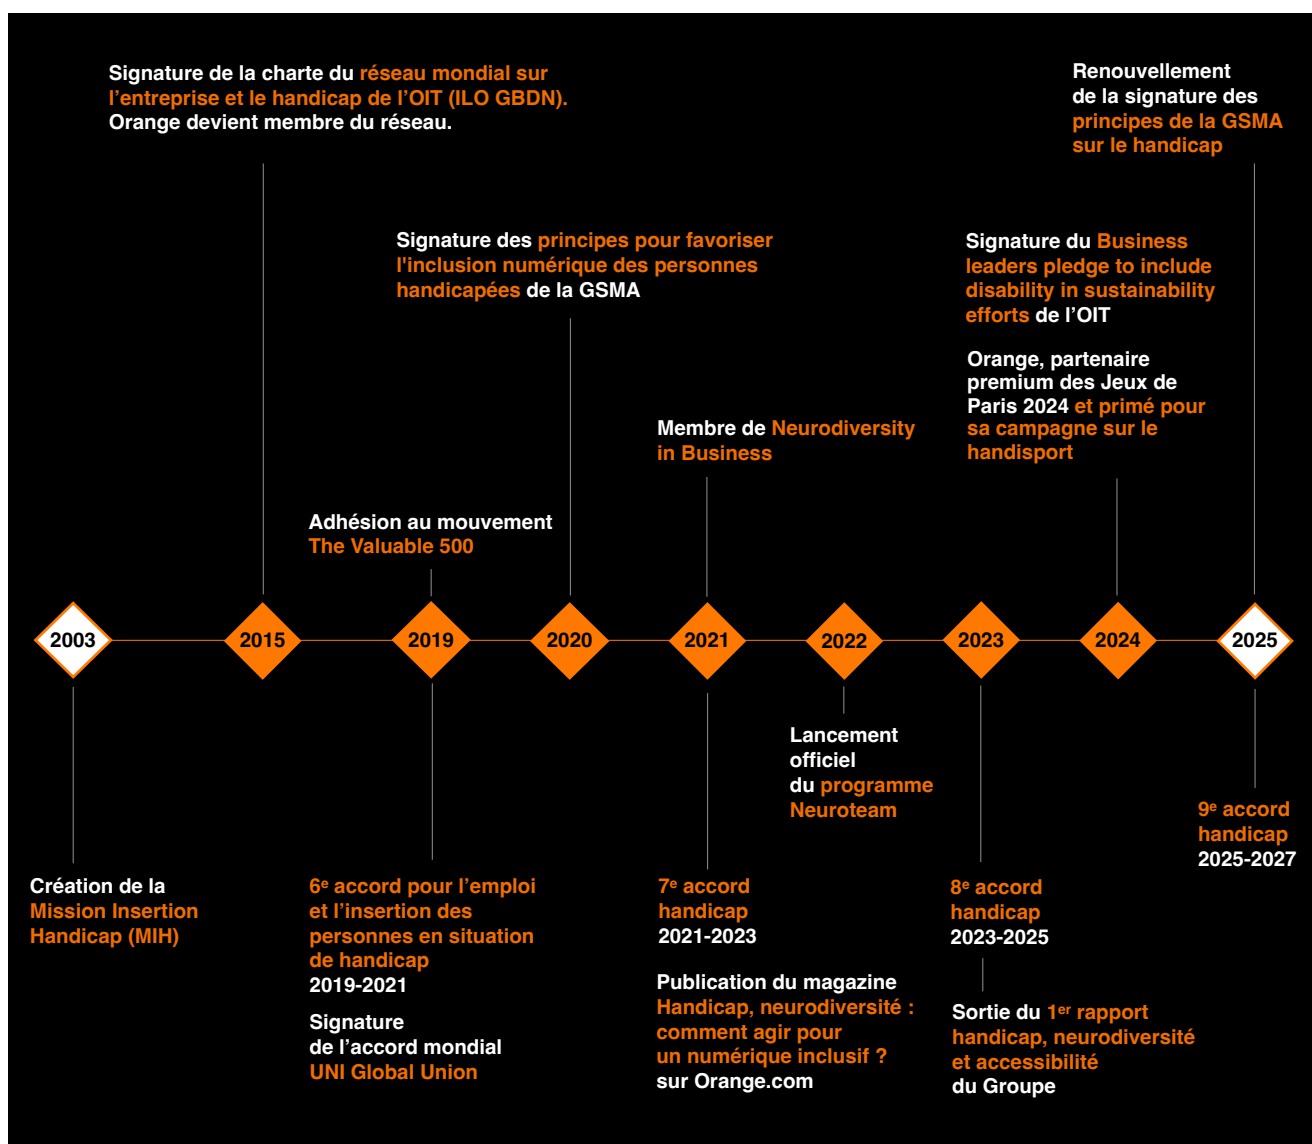 Signature de la charte du réseau mondial sur
l’entreprise et le handicap de l’OIT (ILO GBDN).
Orange devient membre du réseau.
Renouvellement
de la signature des
principes de la GSMA
sur le handicap
Signature des principes pour favoriser
l'inclusion numérique des personnes
handicapées de la GSMA
Signature du Business
leaders pledge to include
disability in sustainability
efforts de l’OIT
Orange, partenaire
premium des Jeux de
Paris 2024 et primé pour
sa campagne sur le
handisport
Membre de Neurodiversity
in Business
Adhésion au mouvement
The Valuable 500
2003
2015
2019
2020
2021
2022
2023
2024
2025
Création de la
Mission Insertion
Handicap (MIH)
6e accord pour l’emploi
et l’insertion des
personnes en situation
de handicap
2019-2021
Signature
de l’accord mondial
UNI Global Union
7e accord
handicap
2021-2023
Publication du magazine
Handicap, neurodiversité :
comment agir pour
un numérique inclusif ?
sur Orange.com
Lancement
officiel
du programme
Neuroteam
8e accord
handicap
2023-2025
Sortie du 1er rapport
handicap, neurodiversité
et accessibilité
du Groupe
9e accord
handicap
2025-2027